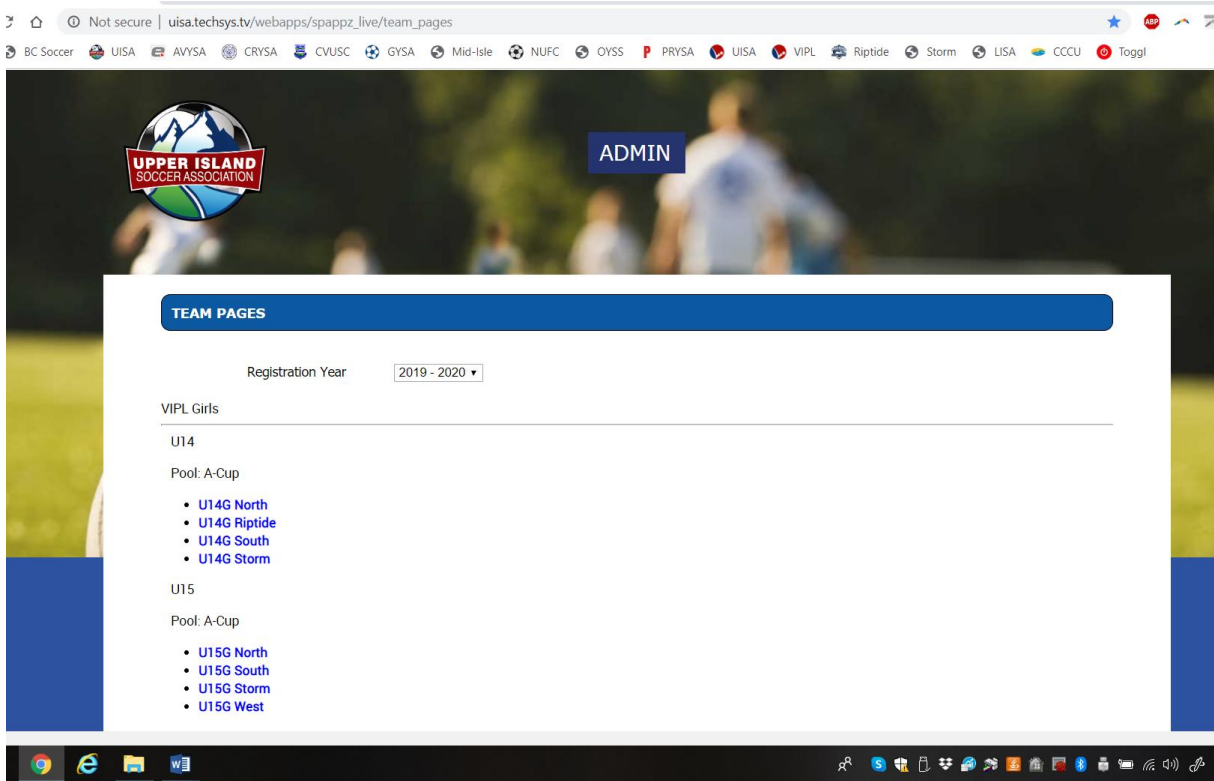 Not secure | uisa.techsys.tv/webapps/spappz_live/team_pages
ABP
BC Soccer UISA AVYSA CRYSA CVUSC GYSA Mid-Isle NUFC OYSS P PRYSA UISA VIPL Riptide Storm LISA CCCU Toggl
UPPER ISLAND
SOCCER ASSOCIATION
ADMIN
TEAM PAGES
Registration Year 2019 - 2020
VIPL Girls
U14
Pool: A-Cup
U14G North
U14G Riptide
U14G South
U14G Storm
U15
Pool: A-Cup
U15G North
U15G South
U15G Storm
U15G West